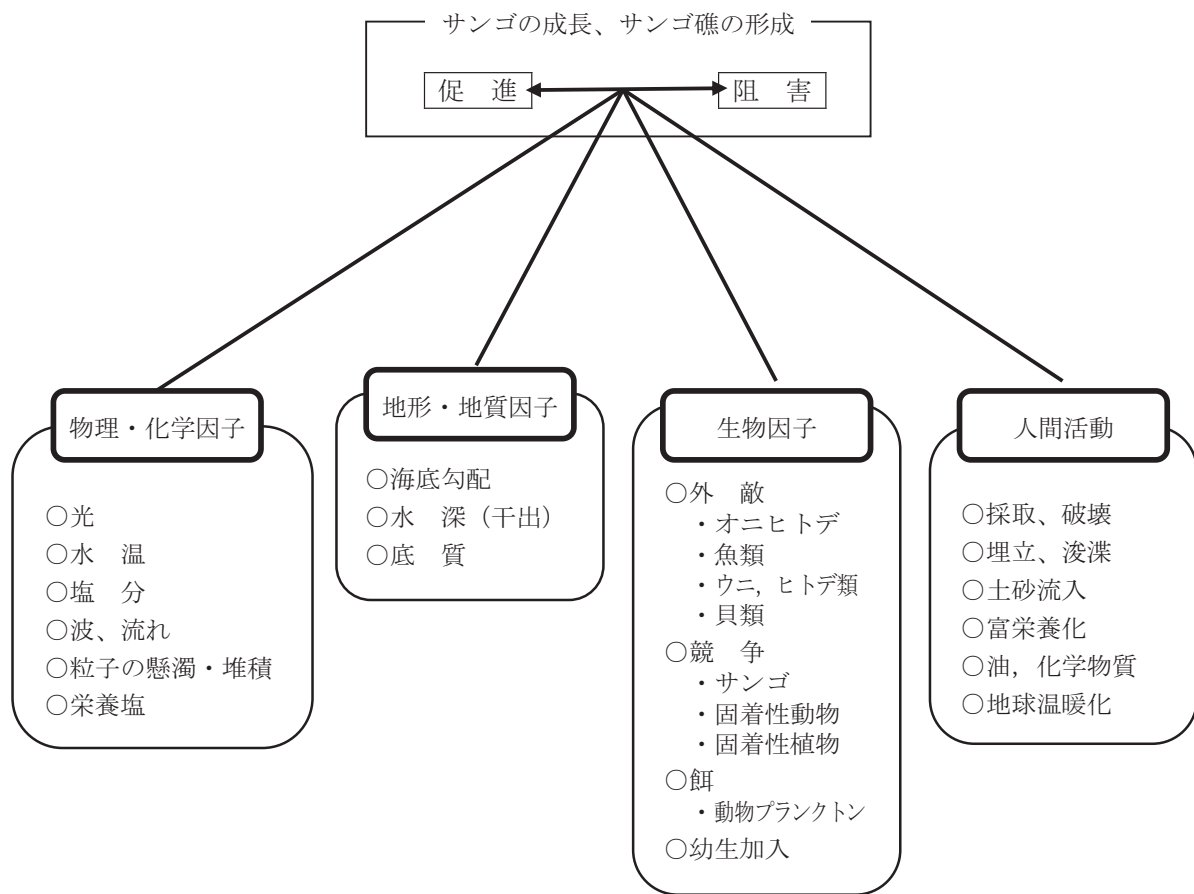 サンゴの成長、サンゴ礁の形成
促　進
阻　害
物理・化学因子
○光
○水　温
○塩　分
○波、流れ
○粒子の懸濁・堆積
○栄養塩
地形・地質因子
○海底勾配
○水　深（干出）
○底　質
生物因子
○外　敵
・オニヒトデ
・魚類
・ウニ，ヒトデ類
・貝類
○競　争
・サンゴ
・固着性動物
・固着性植物
○餌
・動物プランクトン
○幼生加入
人間活動
○採取、破壊
○埋立、浚渫
○土砂流入
○富栄養化
○油，化学物質
○地球温暖化